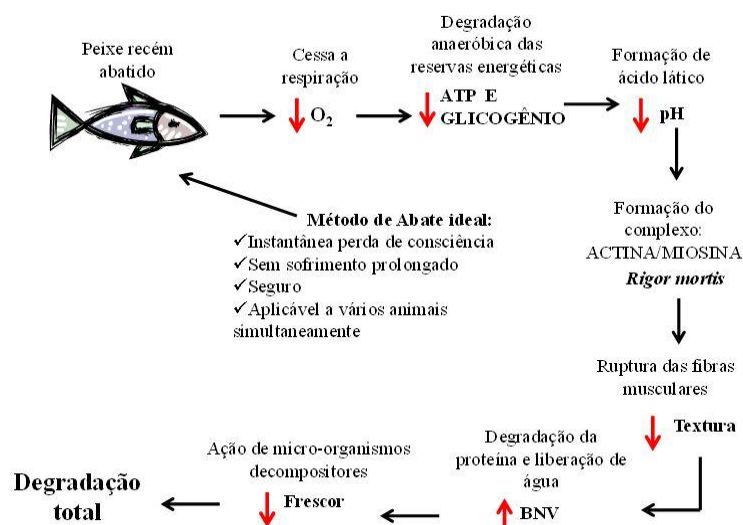 Peixe recém
abatido
Cessa a
respiração
O₂
Degradação
anaeróbica das
reservas energéticas
ATP E
GLICOGÊNIO
Formação de
ácido lático
pH
Método de Abate ideal:
✓Instantânea perda de consciência
✓Sem sofrimento prolongado
✓Seguro
✓Aplicável a vários animais
simultaneamente
Formação do
complexo:
ACTINA/MIOSINA
Rigor mortis
Ruptura das fibras
musculares
Textura
Degradação da
proteína e liberação de
água
BNV
Ação de micro-organismos
decompositores
Frescor
Degradação
total